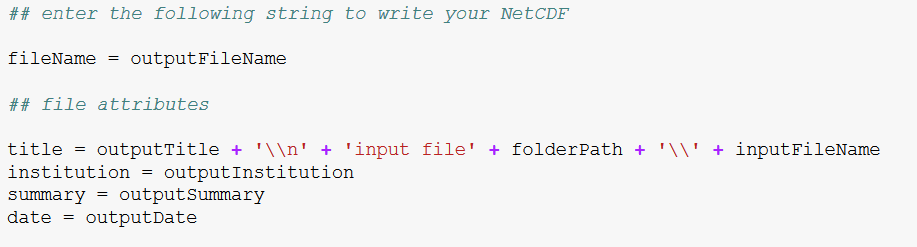 ## enter the following string to write your NetCDF
fileName = outputFileName
## file attributes
title = outputTitle + '\\n' + 'input file' + folderPath + '\\' + inputFileName
institution = outputInstitution
summary = outputSummary
date = outputDate